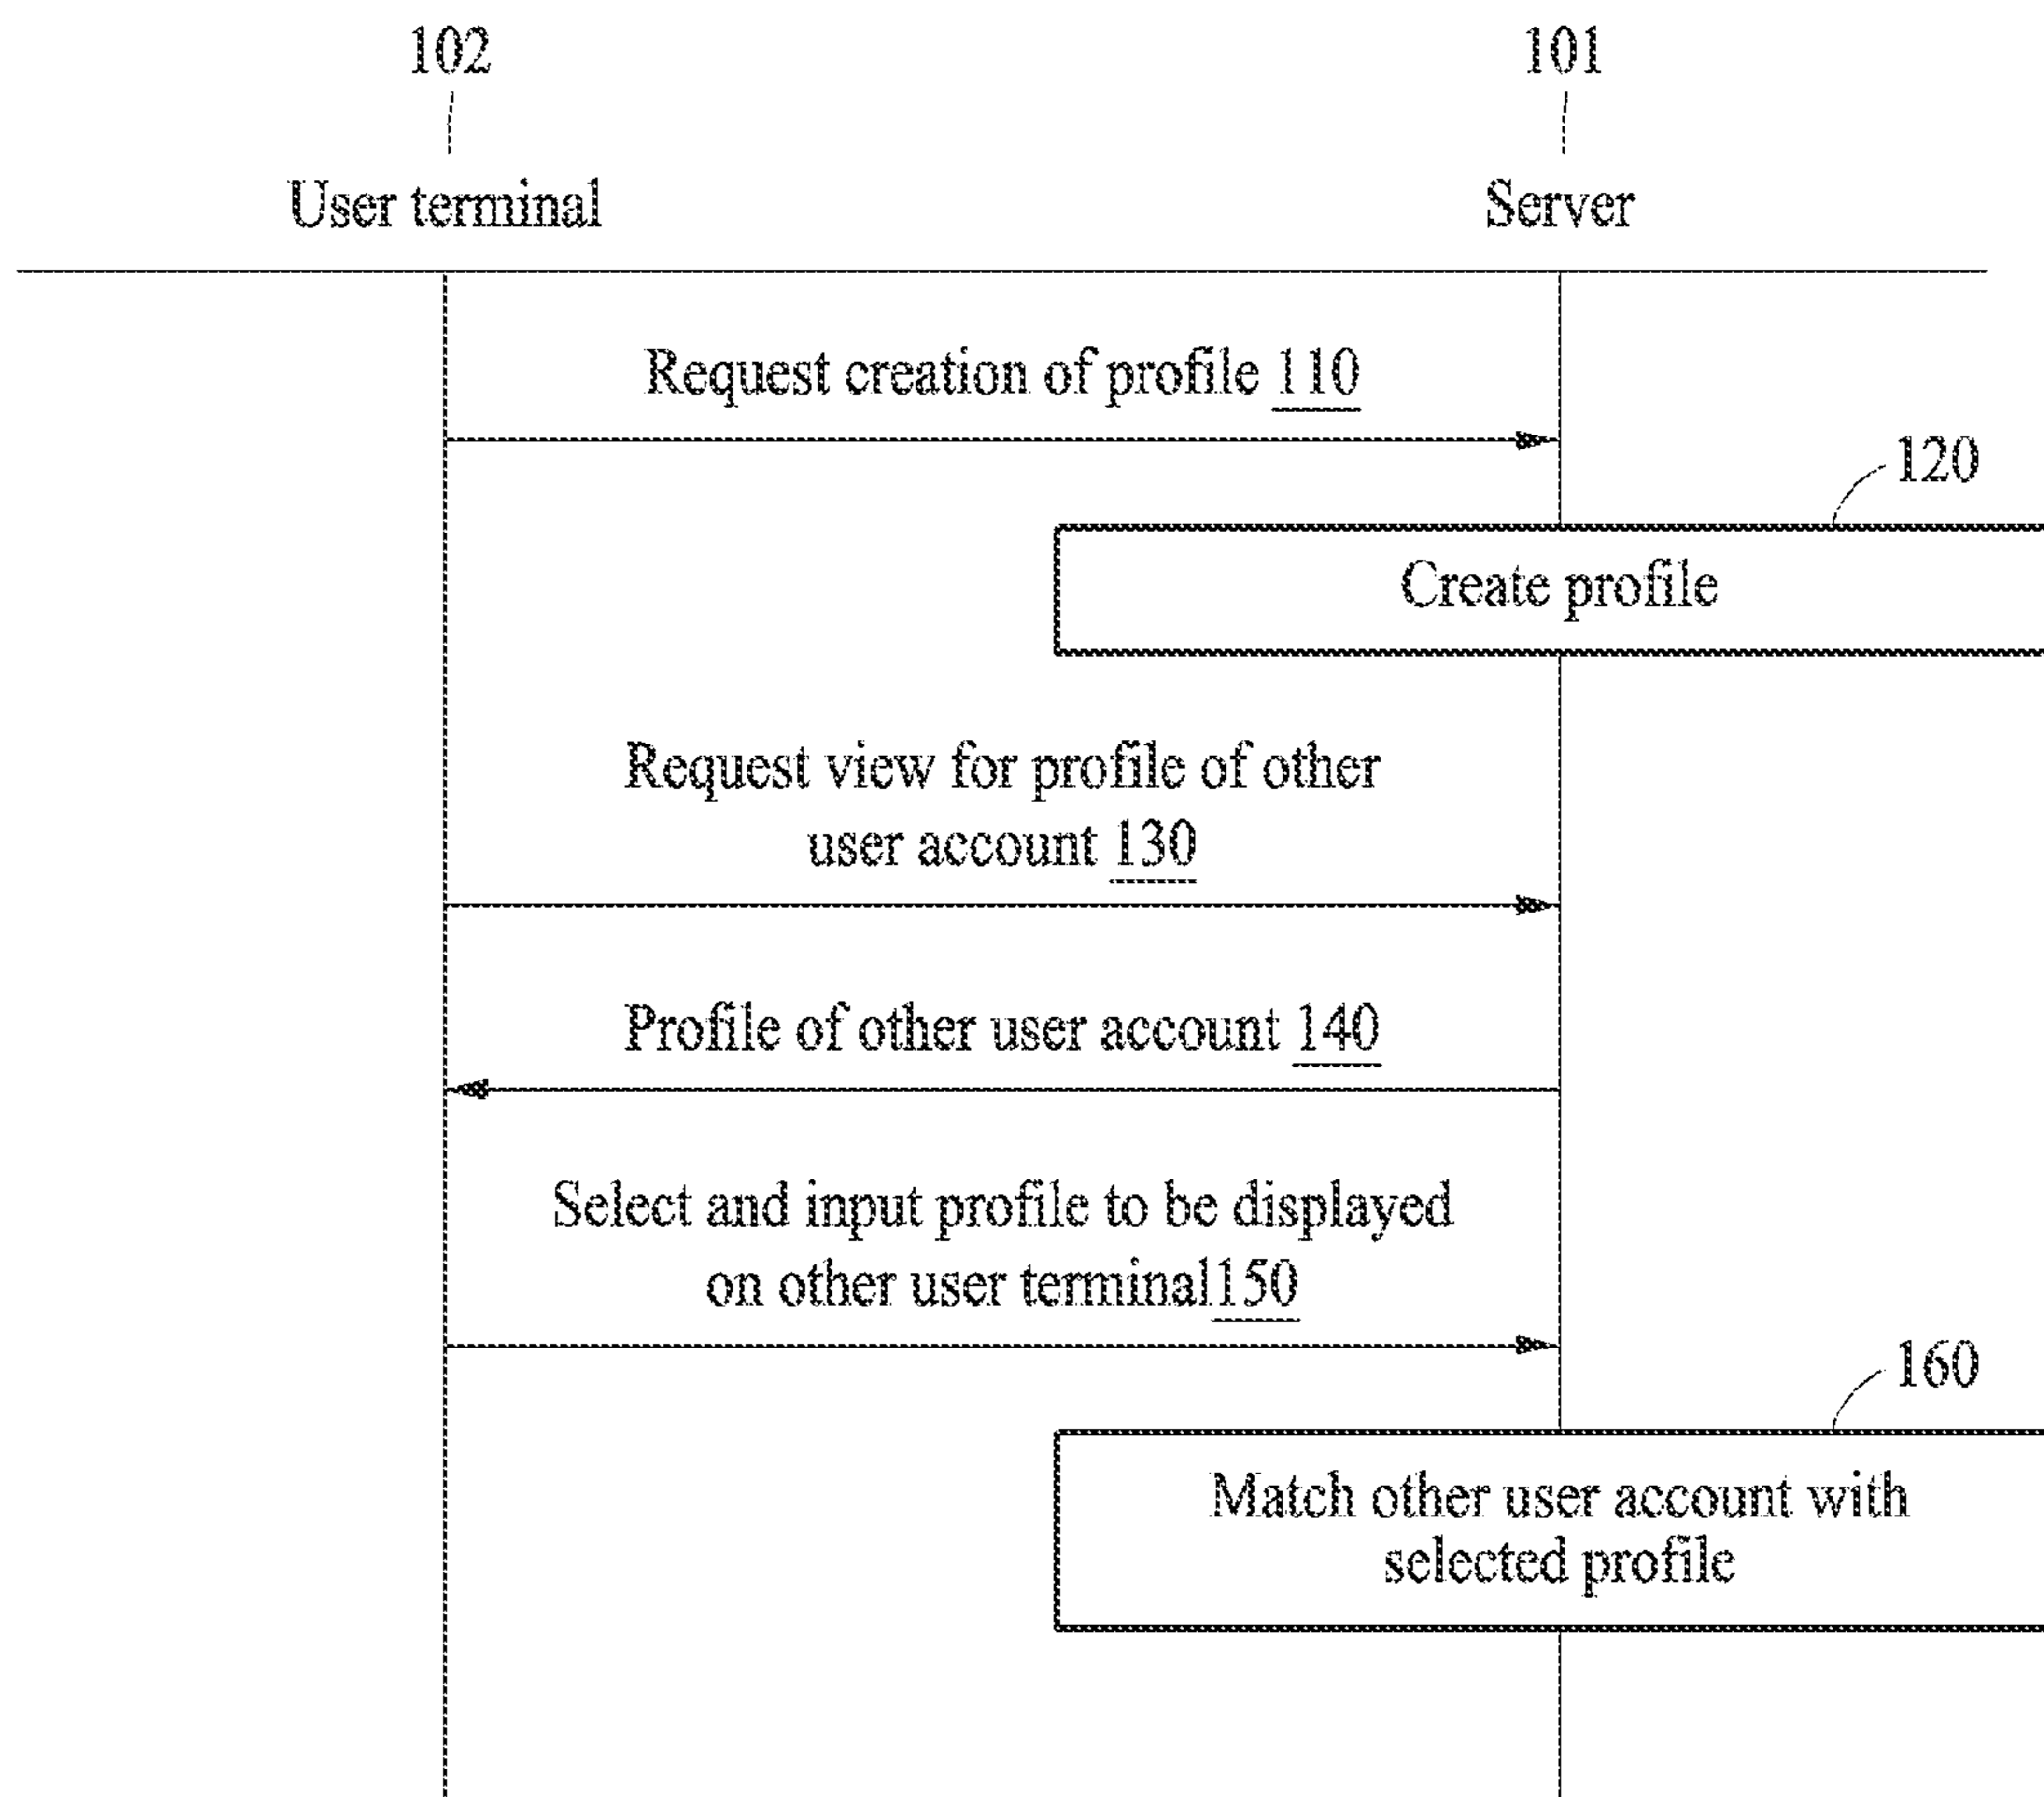 102
101
User terminal
Server
Request creation of profile 110
120
Create profile
Request view for profile of other
user account 130
Profile of other user account 140
Select and input profile to be displayed
on other user terminal150
160
Match other user account with
selected profile